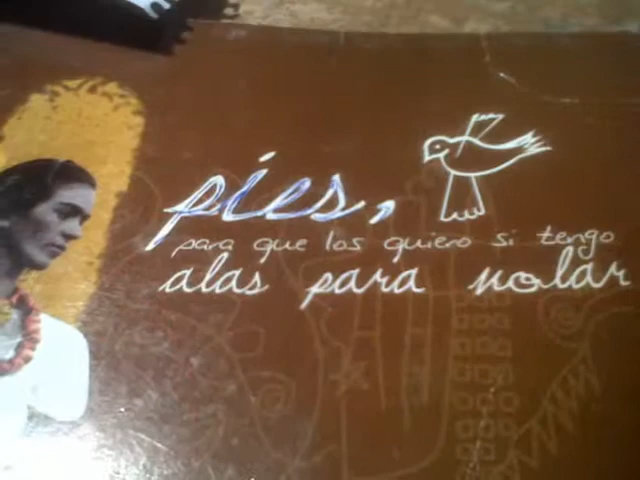 pies,
para que los quiero si tengo
alas para volar